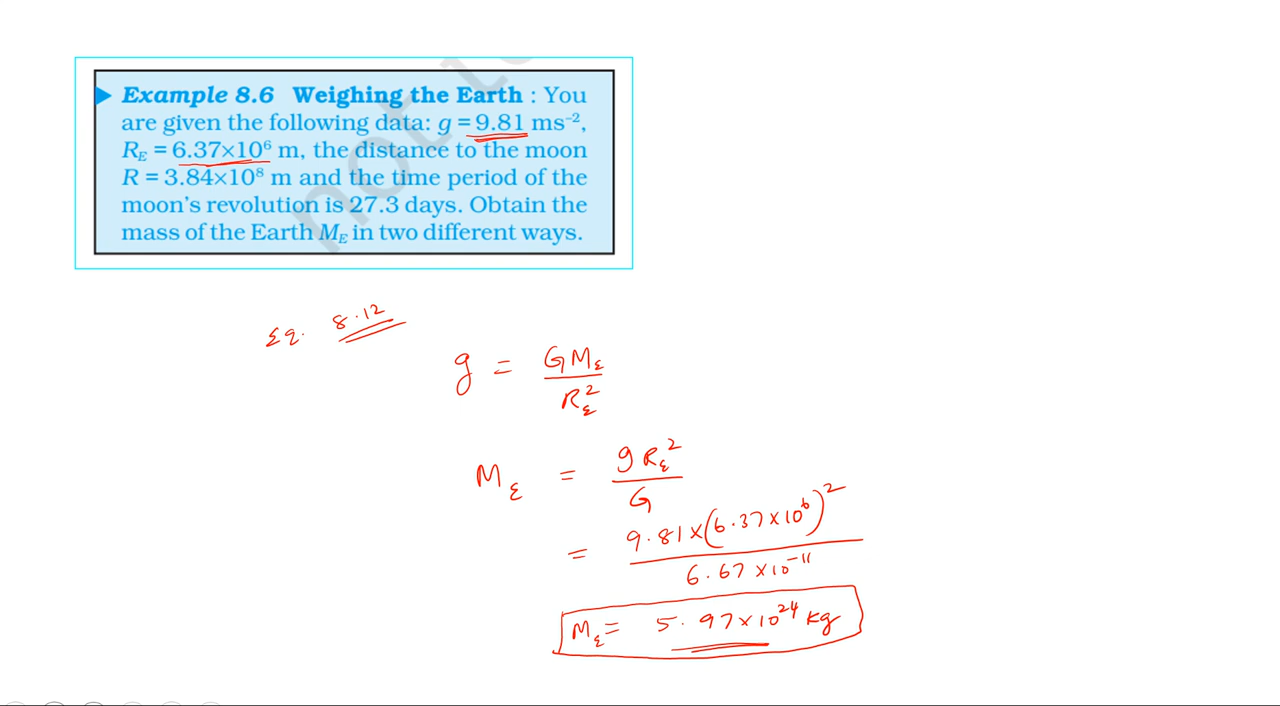 Example 8.6 Weighing the Earth : You
are given the following data: g = 9.81 ms⁻²,
R_E = 6.37×10⁶ m, the distance to the moon
R = 3.84×10⁸ m and the time period of the
moon's revolution is 27.3 days. Obtain the
mass of the Earth M_E in two different ways.
Eq. 8.12
g = GM_E / R_E²
M_E = gR_E² / G
= 9.81×(6.37×10⁶)² / 6.67×10⁻¹¹
M_E = 5.97×10²⁴ kg